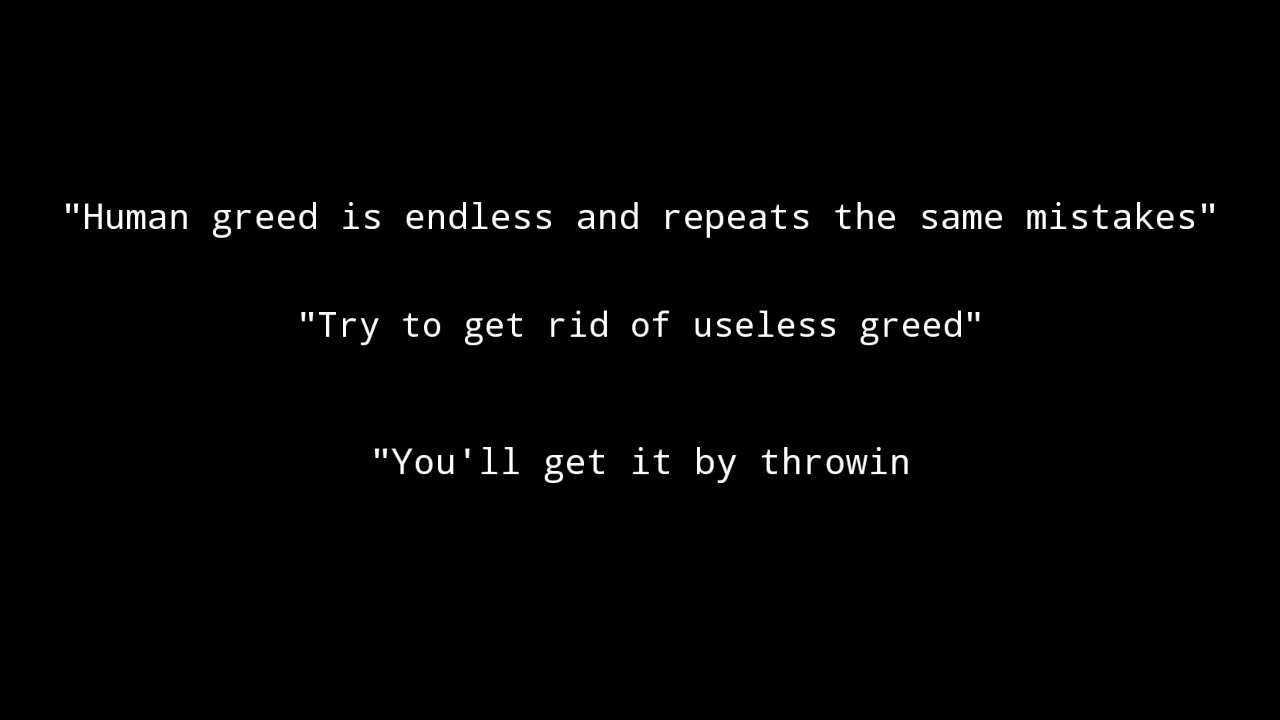 "Human greed is endless and repeats the same mistakes"
"Try to get rid of useless greed"
"You'll get it by throwin